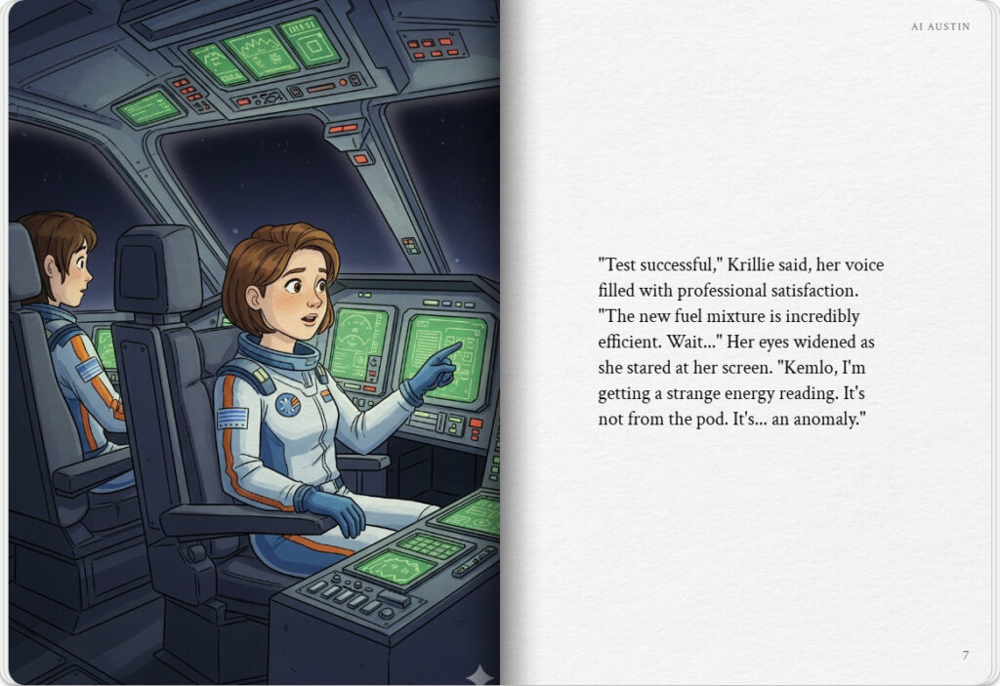 AI AUSTIN
"Test successful," Krillie said, her voice
filled with professional satisfaction.
"The new fuel mixture is incredibly
efficient. Wait..." Her eyes widened as
she stared at her screen. "Kemlo, I'm
getting a strange energy reading. It's
not from the pod. It's... an anomaly."
7